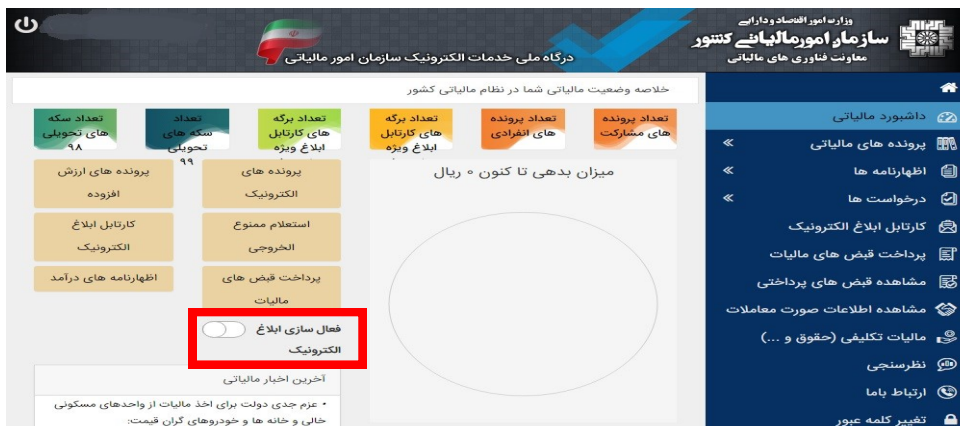 وزارت امور اقتصاد و دارایی
سازمان امور مالیاتی کشور
معاونت فناوری های مالیاتی
درگاه ملی خدمات الکترونیک سازمان امور مالیاتی
داشبورد مالیاتی
پرونده های مالیاتی
اظهارنامه ها
درخواست ها
کارتابل ابلاغ الکترونیک
پرداخت قبض های مالیات
مشاهده قبض های پرداختی
مشاهده اطلاعات صورت معاملات
مالیات تکلیفی (حقوق و ...)
نظرسنجی
ارتباط باما
تغییر کلمه عبور
خلاصه وضعیت مالیاتی شما در نظام مالیاتی کشور
تعداد پرونده
های مشارکت
تعداد پرونده
های انفرادی
تعداد برگه
های کارتابل
ابلاغ ویژه
تعداد برگه
های کارتابل
ابلاغ ویژه
تعداد
سکه های
تحویلی
۹۹
تعداد سکه
های تحویلی
۹۸
میزان بدهی تا کنون ۰ ریال
پرونده های
الکترونیک
پرونده های ارزش
افزوده
استعلام ممنوع
الخروجی
کارتابل ابلاغ
الکترونیک
پرداخت قبض های
مالیات
اظهارنامه های درآمد
فعال سازی ابلاغ
الکترونیک
آخرین اخبار مالیاتی
• عزم جدی دولت برای اخذ مالیات از واحدهای مسکونی
خالی و خانه ها و خودروهای گران قیمت: